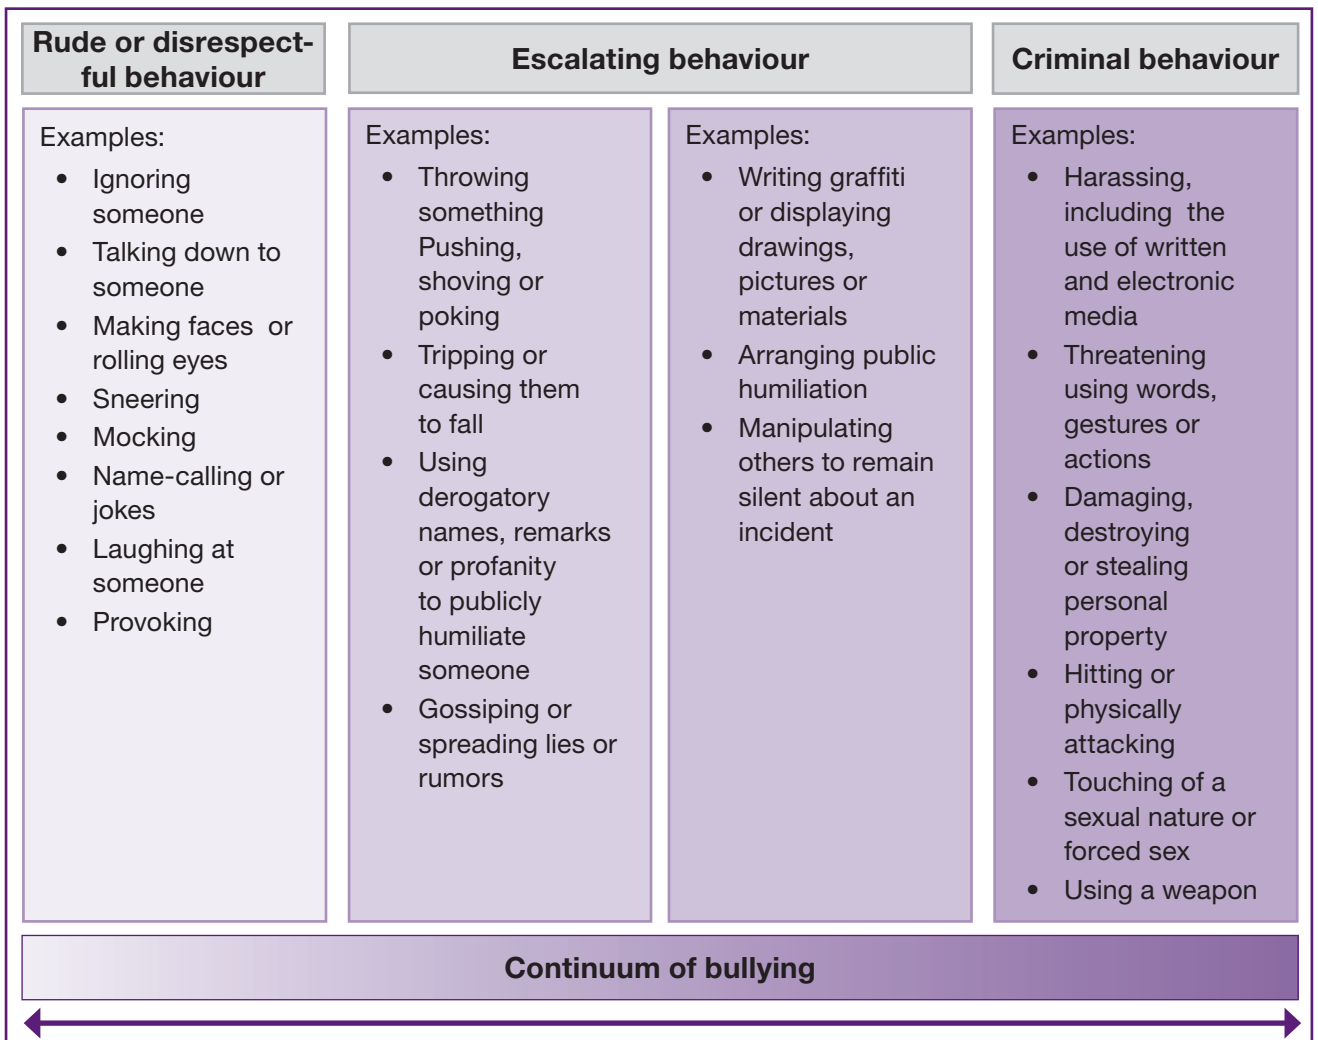 Rude or disrespect-
ful behaviour
Examples:
• Ignoring
someone
• Talking down to
someone
• Making faces or
rolling eyes
• Sneering
• Mocking
• Name-calling or
jokes
• Laughing at
someone
• Provoking
Escalating behaviour
Examples:
• Throwing
something
Pushing,
shoving or
poking
• Tripping or
causing them
to fall
• Using
derogatory
names, remarks
or profanity
to publicly
humiliate
someone
• Gossiping or
spreading lies or
rumors
Examples:
• Writing graffiti
or displaying
drawings,
pictures or
materials
• Arranging public
humiliation
• Manipulating
others to remain
silent about an
incident
Criminal behaviour
Examples:
• Harassing,
including the
use of written
and electronic
media
• Threatening
using words,
gestures or
actions
• Damaging,
destroying
or stealing
personal
property
• Hitting or
physically
attacking
• Touching of a
sexual nature or
forced sex
• Using a weapon
Continuum of bullying